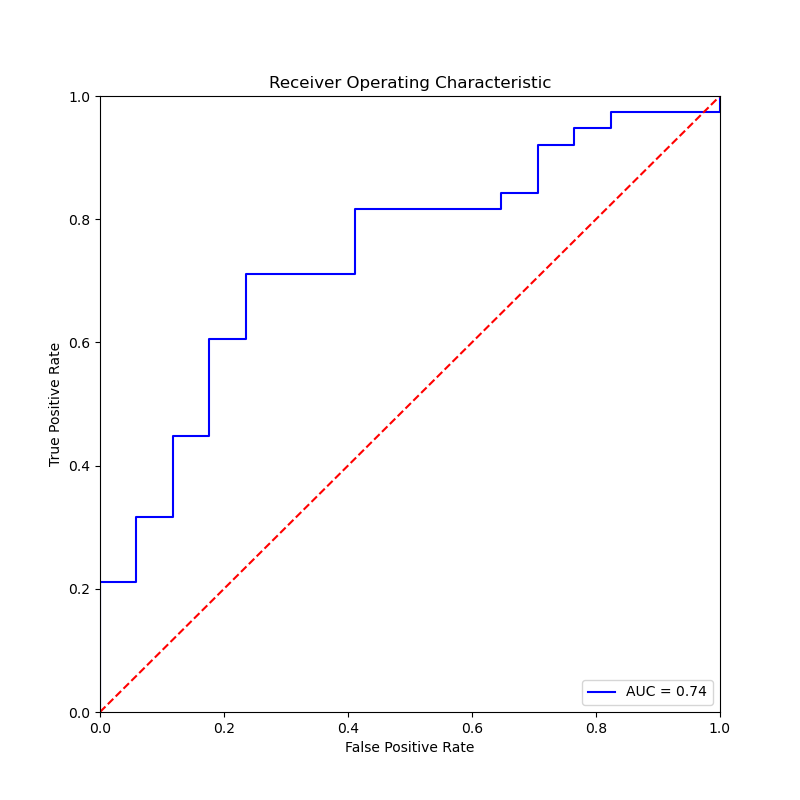 Receiver Operating Characteristic
1.0
0.8
0.6
0.4
0.2
0.0
True Positive Rate
AUC = 0.74
0.0 0.2 0.4 0.6 0.8 1.0
False Positive Rate